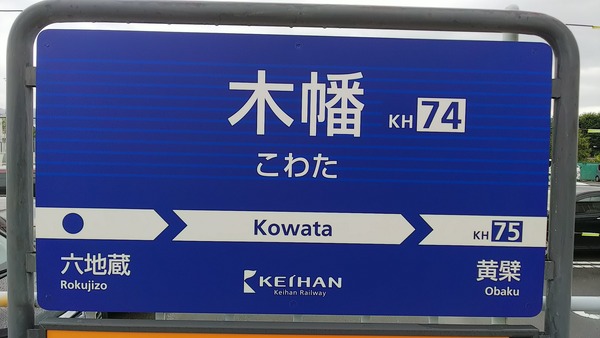 木幡 KH 74
こわた
Kowata
KH 75
六地蔵
Rokujizo
KEIHAN
Keihan Railway
黄檗
Obaku